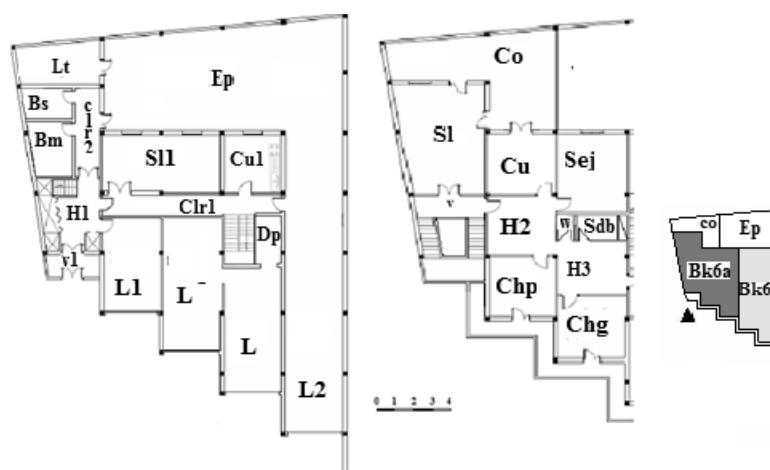 Lt
Ep
Bs
clr2
Bm
Sl1
Cu1
H1
Clr1
Dp
v1
L1
L
L
L2
Co
Sl
Cu
Sej
v
H2
W
Sdb
Chp
H3
Chg
0 1 2 3 4
co
Ep
Bk6a
Bk6